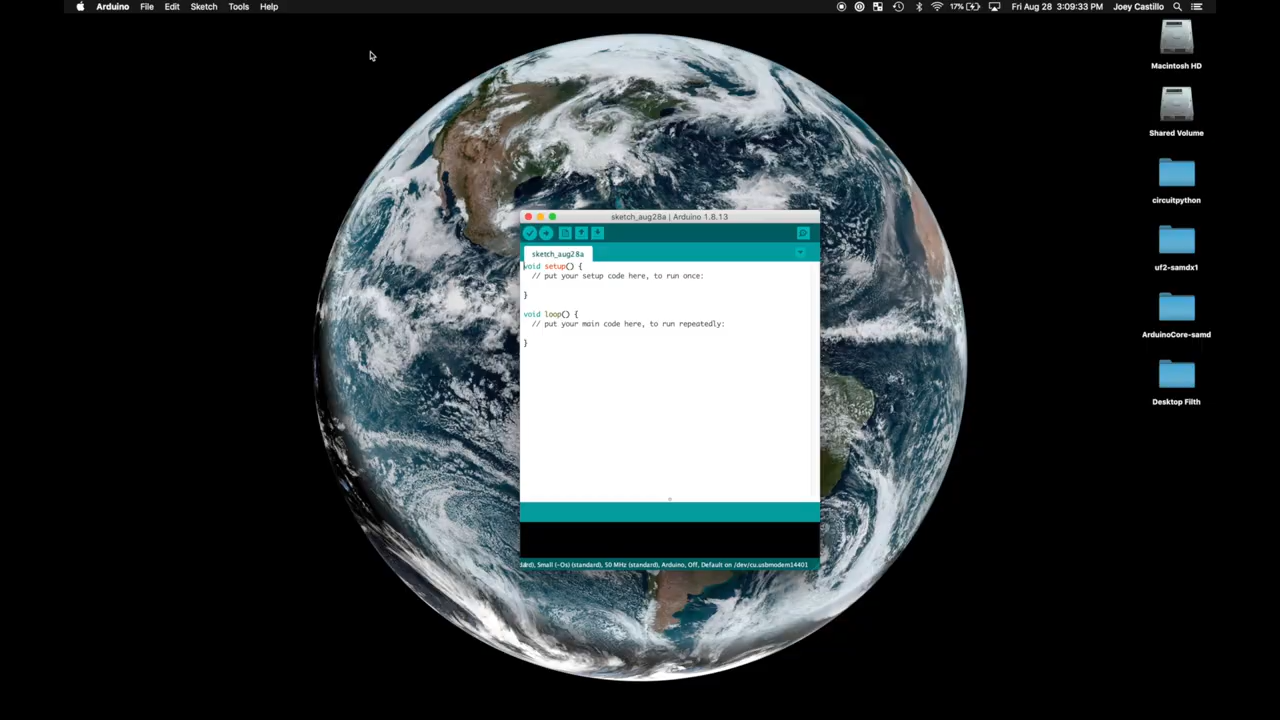 Arduino File Edit Sketch Tools Help 17% Fri Aug 28 3:09:33 PM Joey Castillo
Macintosh HD
Shared Volume
circuitpython
uf2-samdx1
ArduinoCore-samd
Desktop Filth
sketch_aug28a | Arduino 1.8.13
sketch_aug28a
void setup() {
// put your setup code here, to run once:
}
void loop() {
// put your main code here, to run repeatedly:
}
Small (-Os) (standard), 50 MHz (standard), Arduino, Off, Default on /dev/cu.usbmodem14401